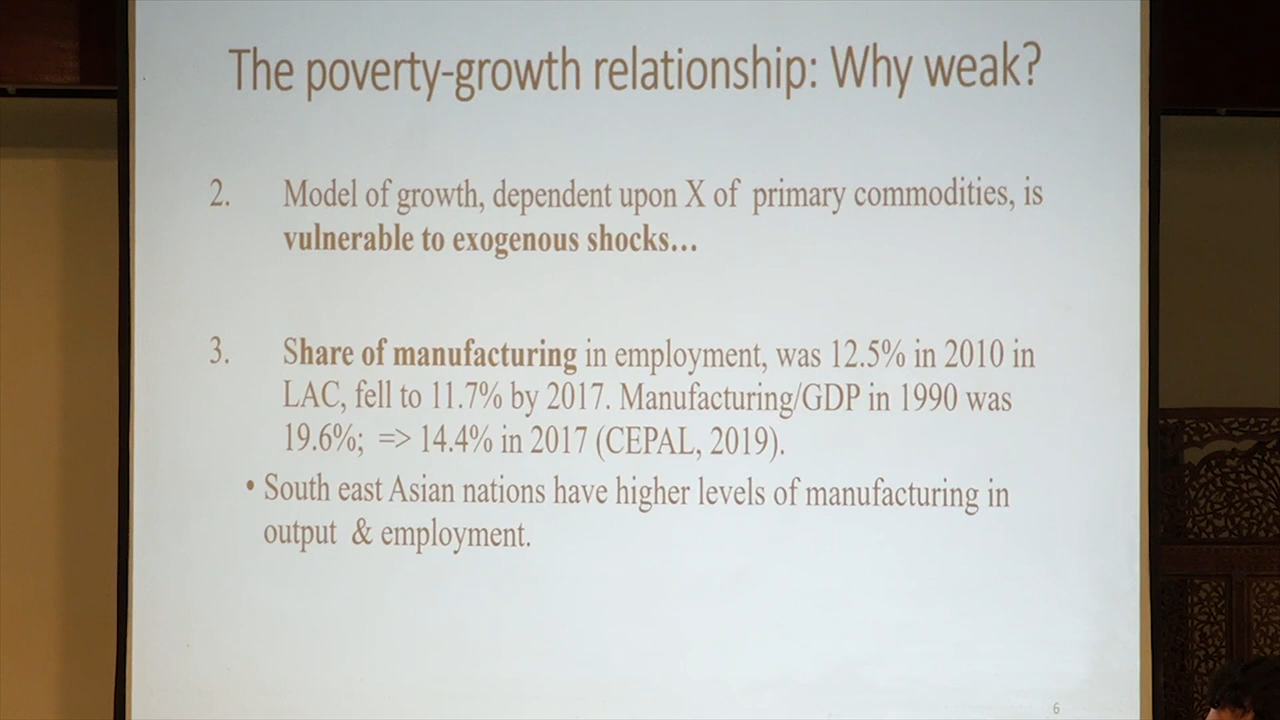 The poverty-growth relationship: Why weak?
2. Model of growth, dependent upon X of primary commodities, is
vulnerable to exogenous shocks…
3. Share of manufacturing in employment, was 12.5% in 2010 in
LAC, fell to 11.7% by 2017. Manufacturing/GDP in 1990 was
19.6%; => 14.4% in 2017 (CEPAL, 2019).
• South east Asian nations have higher levels of manufacturing in
output & employment.
6